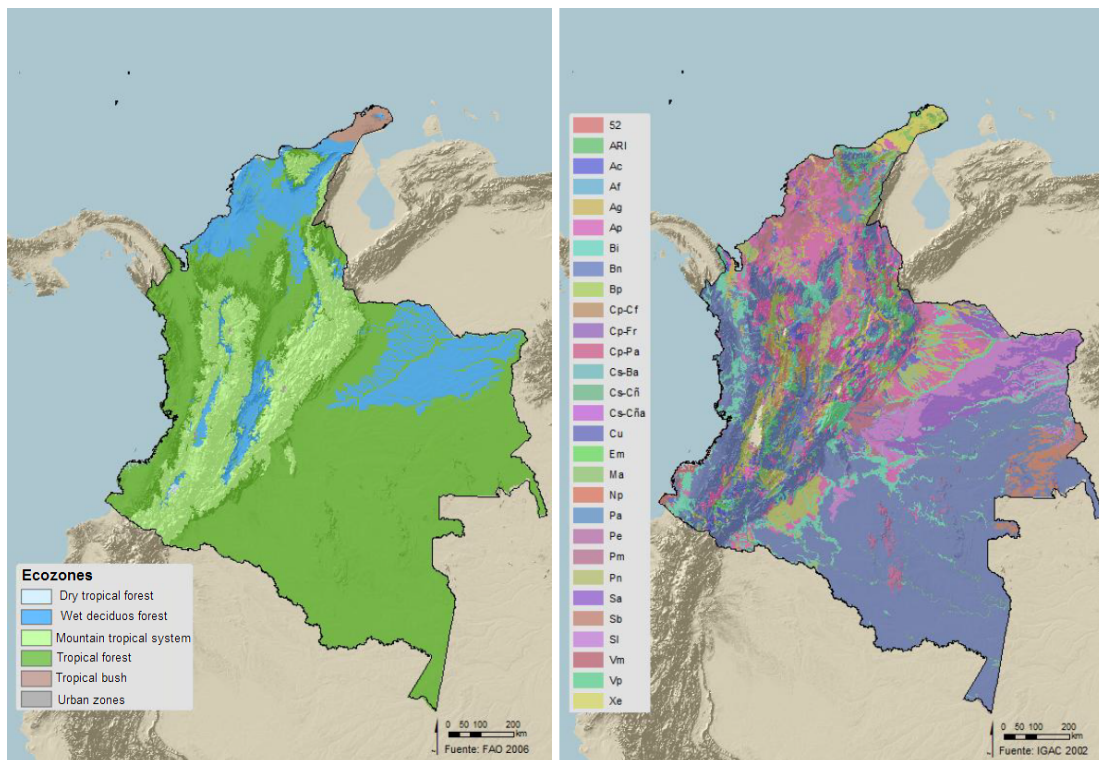 Ecozones
Dry tropical forest
Wet deciduos forest
Mountain tropical system
Tropical forest
Tropical bush
Urban zones
0 50 100 200
km
Fuente: FAO 2006
52
ARI
Ac
Af
Ag
Ap
Bi
Bn
Bp
Cp-Cf
Cp-Fr
Cp-Pa
Cs-Ba
Cs-Cñ
Cs-Cña
Cu
Em
Ma
Np
Pa
Pe
Pm
Pn
Sa
Sb
Sl
Vm
Vp
Xe
0 50 100 200
km
Fuente: IGAC 2002